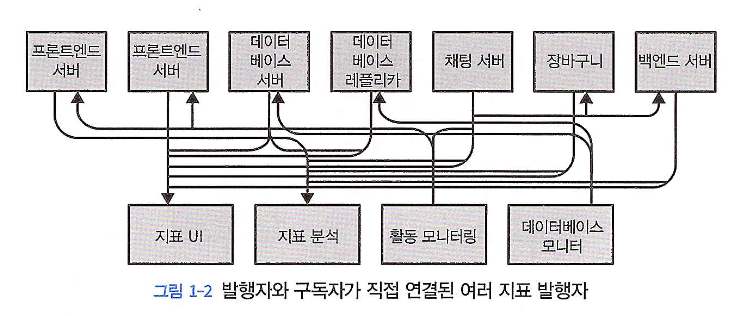 프론트엔드
서버
프론트엔드
서버
데이터
베이스
서버
데이터
베이스
레플리카
채팅 서버
장바구니
백엔드 서버
지표 UI
지표 분석
활동 모니터링
데이터베이스
모니터
그림 1-2 발행자와 구독자가 직접 연결된 여러 지표 발행자